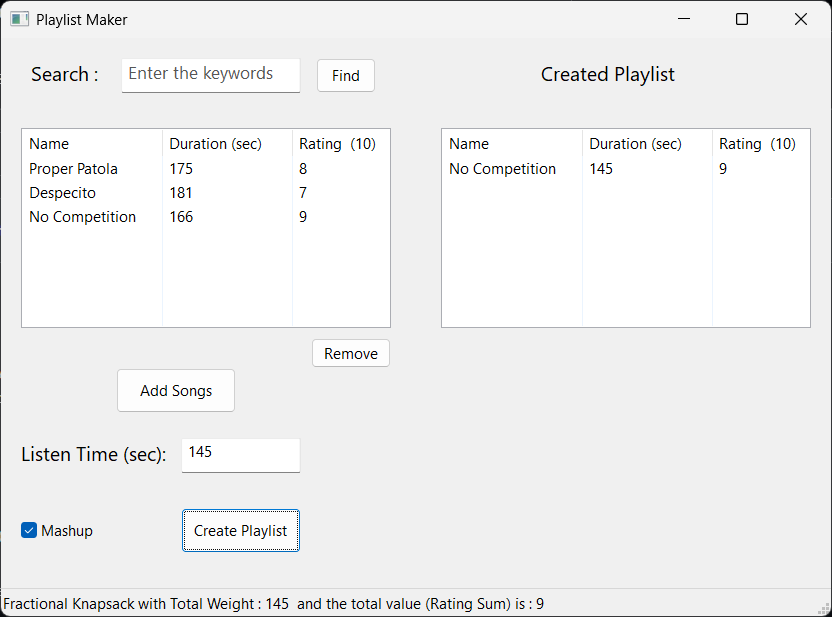 Playlist Maker
Search :
Enter the keywords
Find
Created Playlist
Name Duration (sec) Rating  (10)
Proper Patola 175 8
Despecito 181 7
No Competition 166 9
Name Duration (sec) Rating  (10)
No Competition 145 9
Remove
Add Songs
Listen Time (sec): 145
Mashup
Create Playlist
Fractional Knapsack with Total Weight : 145  and the total value (Rating Sum) is : 9